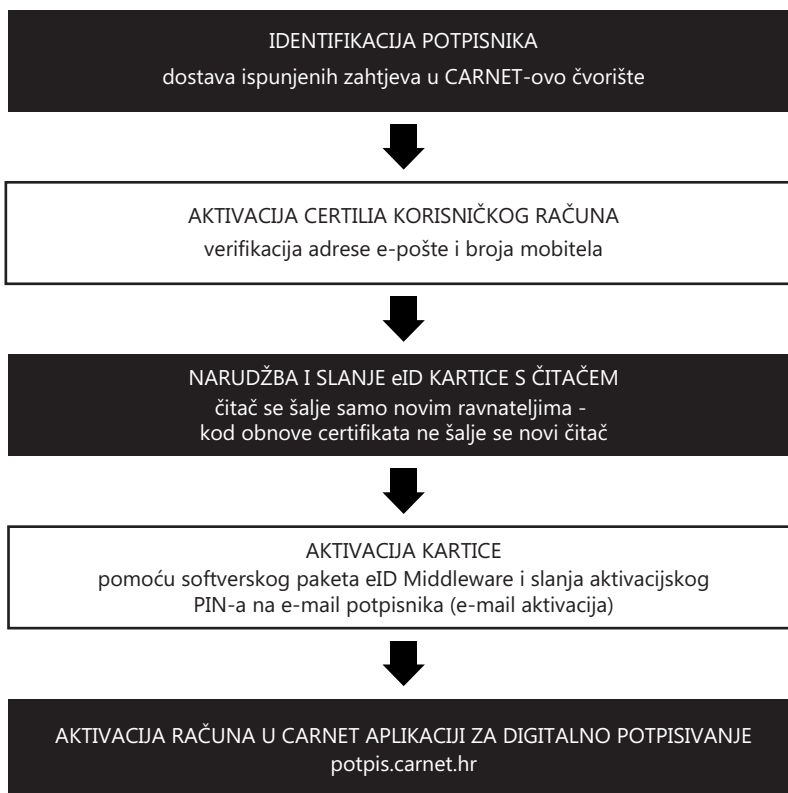 IDENTIFIKACIJA POTPISNIKA
dostava ispunjenih zahtjeva u CARNET-ovo čvorište
AKTIVACIJA CERTILIA KORISNIČKOG RAČUNA
verifikacija adrese e-pošte i broja mobitela
NARUDŽBA I SLANJE eID KARTICE S ČITAČEM
čitač se šalje samo novim ravnateljima -
kod obnove certifikata ne šalje se novi čitač
AKTIVACIJA KARTICE
pomoću softverskog paketa eID Middleware i slanja aktivacijskog
PIN-a na e-mail potpisnika (e-mail aktivacija)
AKTIVACIJA RAČUNA U CARNET APLIKACIJI ZA DIGITALNO POTPISIVANJE
potpis.carnet.hr